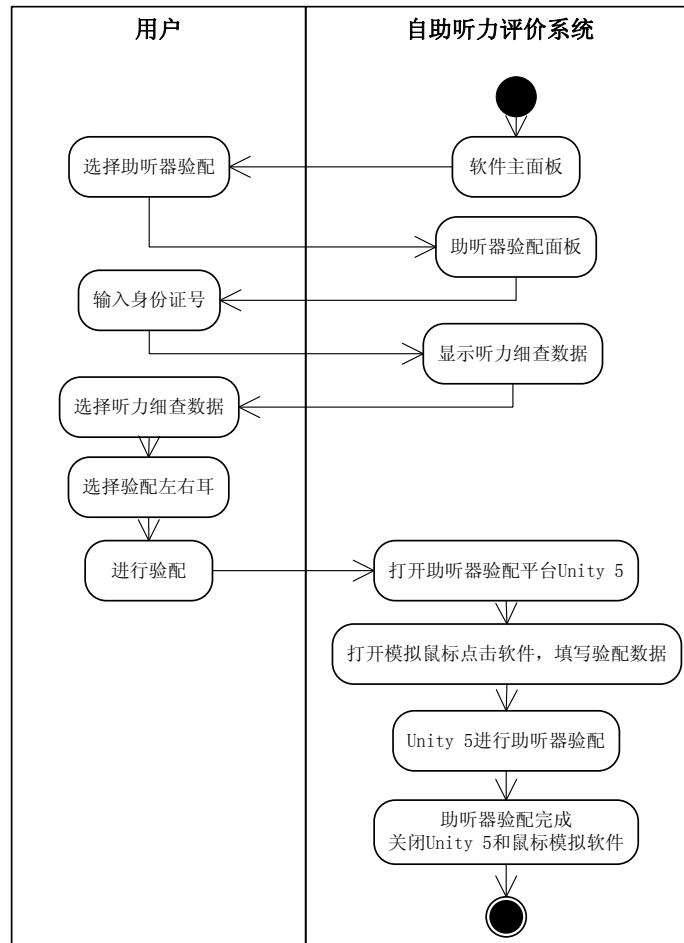 用户
自助听力评价系统
软件主面板
选择助听器验配
助听器验配面板
输入身份证号
显示听力细查数据
选择听力细查数据
选择验配左右耳
进行验配
打开助听器验配平台Unity 5
打开模拟鼠标点击软件，填写验配数据
Unity 5进行助听器验配
助听器验配完成
关闭Unity 5和鼠标模拟软件